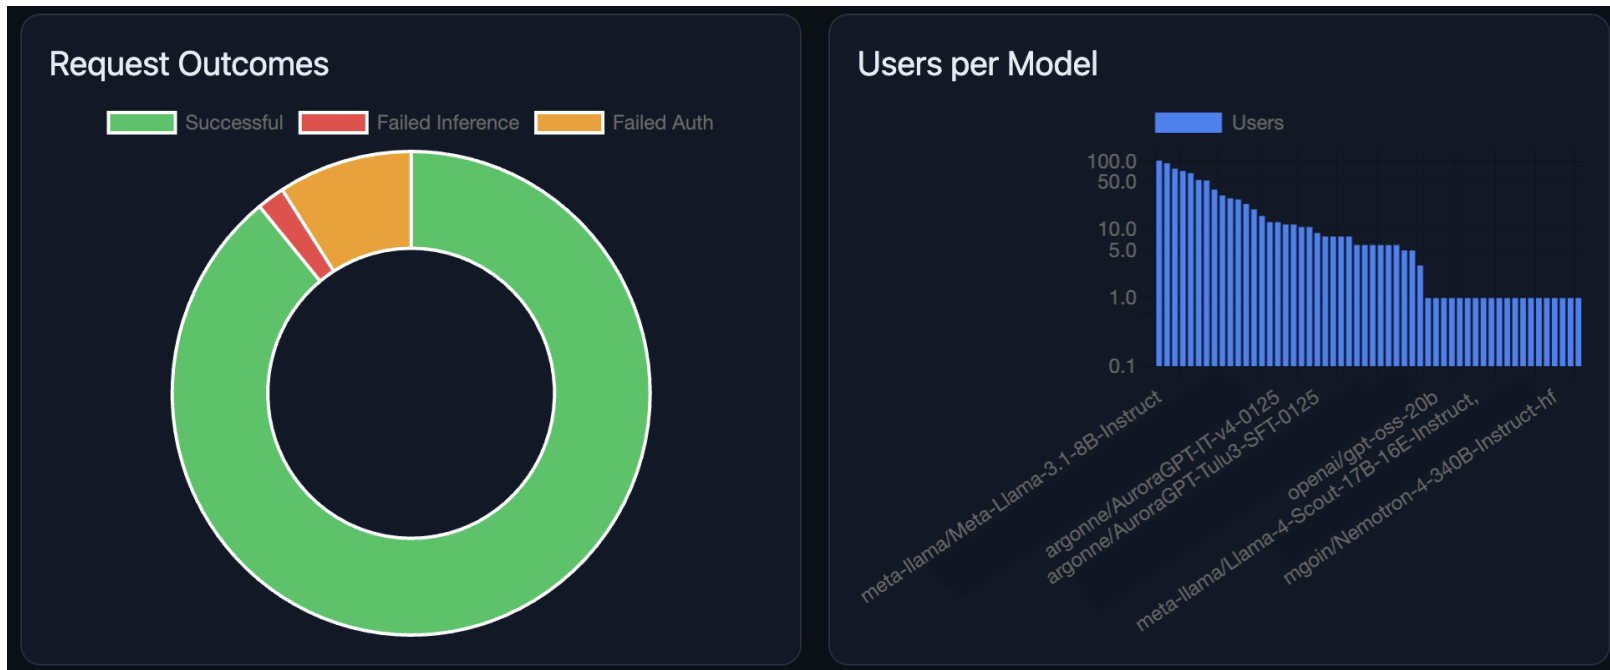 Request Outcomes
Successful
Failed Inference
Failed Auth
Users per Model
Users
100.0
50.0
10.0
5.0
1.0
0.1
meta-llama/Meta-Llama-3.1-8B-Instruct
argonne/AuroraGPT-IT-v4-0125
argonne/AuroraGPT-Tulu3-SFT-0125
openai/gpt-oss-20b
meta-llama/Llama-4-Scout-17B-16E-Instruct,
mgoin/Nemotron-4-340B-Instruct-hf